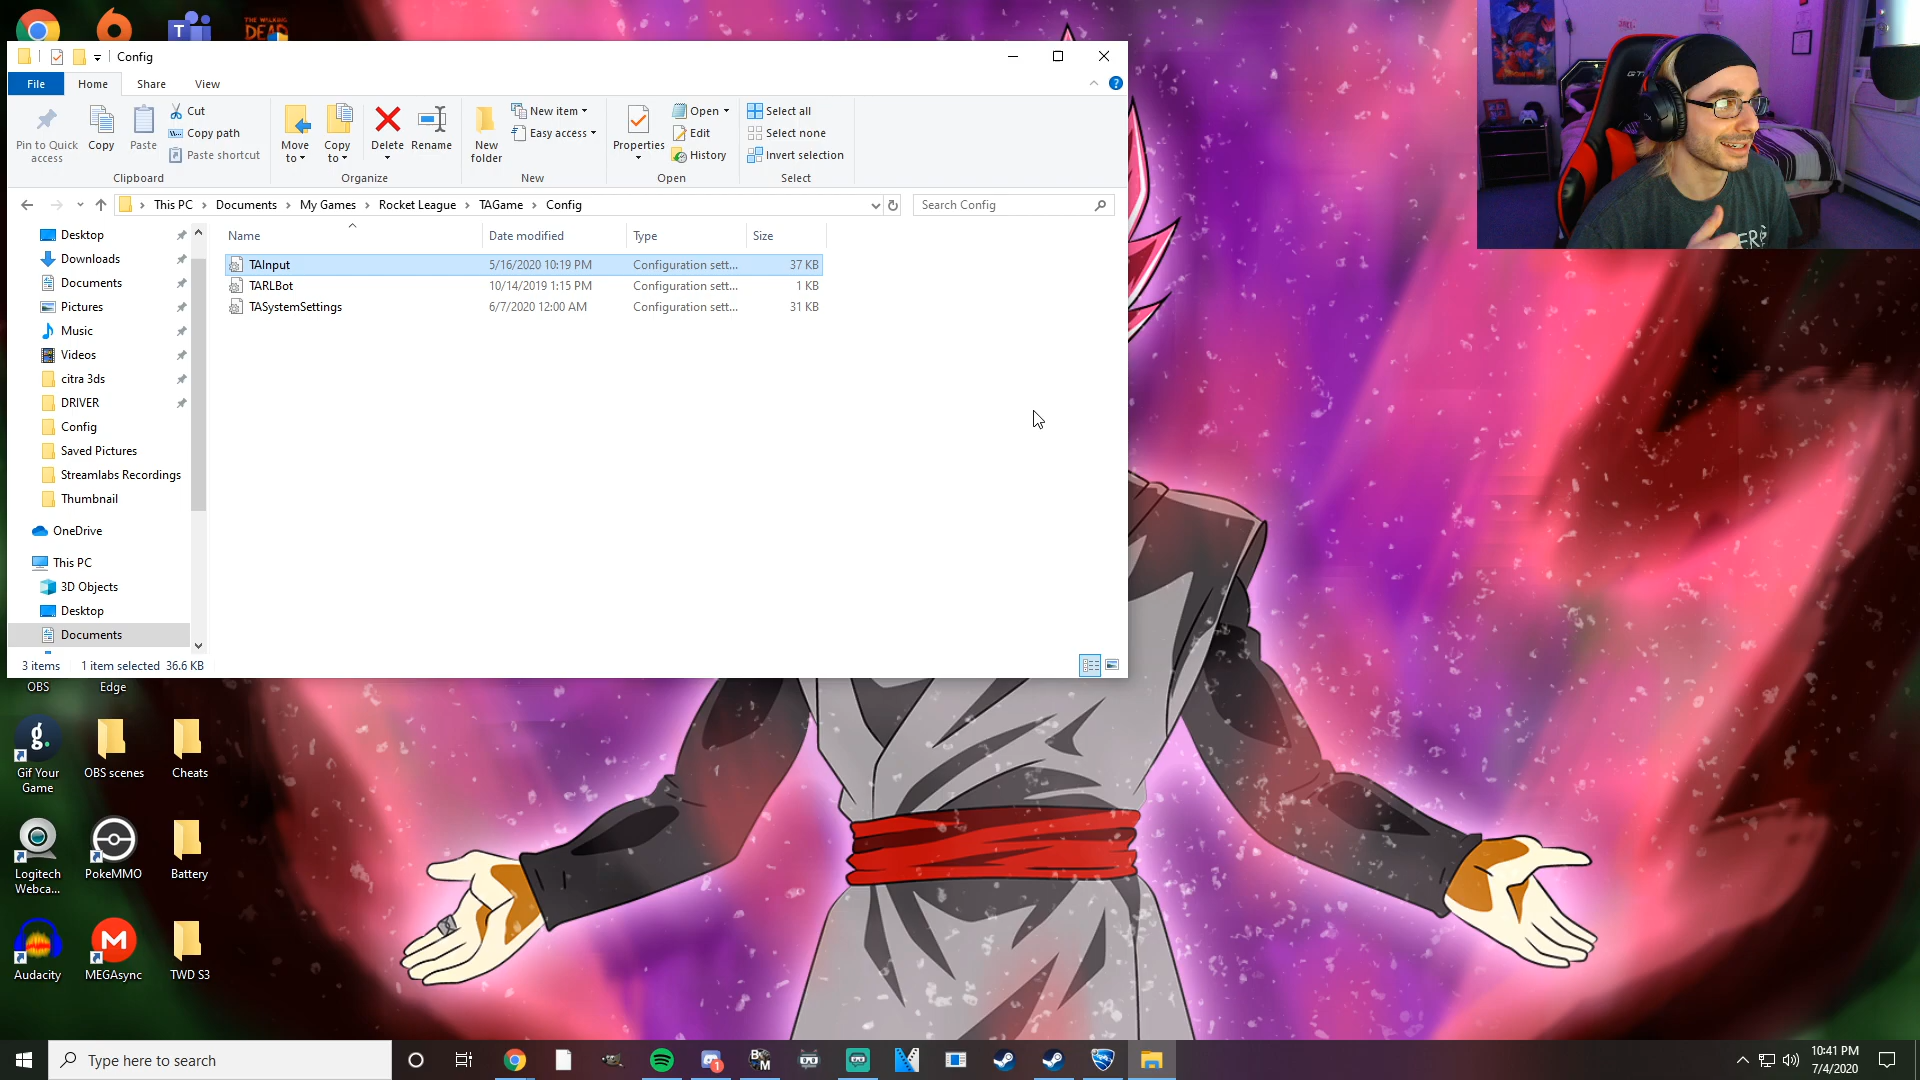 THE WALKING
DEAD
Config
File
Home
Share
View
Pin to Quick
access
Copy
Paste
Cut
Copy path
Paste shortcut
Clipboard
Move
to
Copy
to
Delete
Rename
Organize
New
folder
New item
Easy access
New
Properties
Open
Edit
History
Open
Select all
Select none
Invert selection
Select
This PC
Documents
My Games
Rocket League
TAGame
Config
Search Config
Name
Date modified
Type
Size
TAInput
5/16/2020 10:19 PM
Configuration sett...
37 KB
TARLBot
10/14/2019 1:15 PM
Configuration sett...
1 KB
TASystemSettings
6/7/2020 12:00 AM
Configuration sett...
31 KB
Desktop
Downloads
Documents
Pictures
Music
Videos
citra 3ds
DRIVER
Config
Saved Pictures
Streamlabs Recordings
Thumbnail
OneDrive
This PC
3D Objects
Desktop
Documents
3 items
1 item selected 36.6 KB
OBS
Edge
g.
Gif Your
Game
OBS scenes
Cheats
Logitech
Webca...
PokeMMO
Battery
Audacity
MEGAsync
TWD S3
Type here to search
10:41 PM
7/4/2020